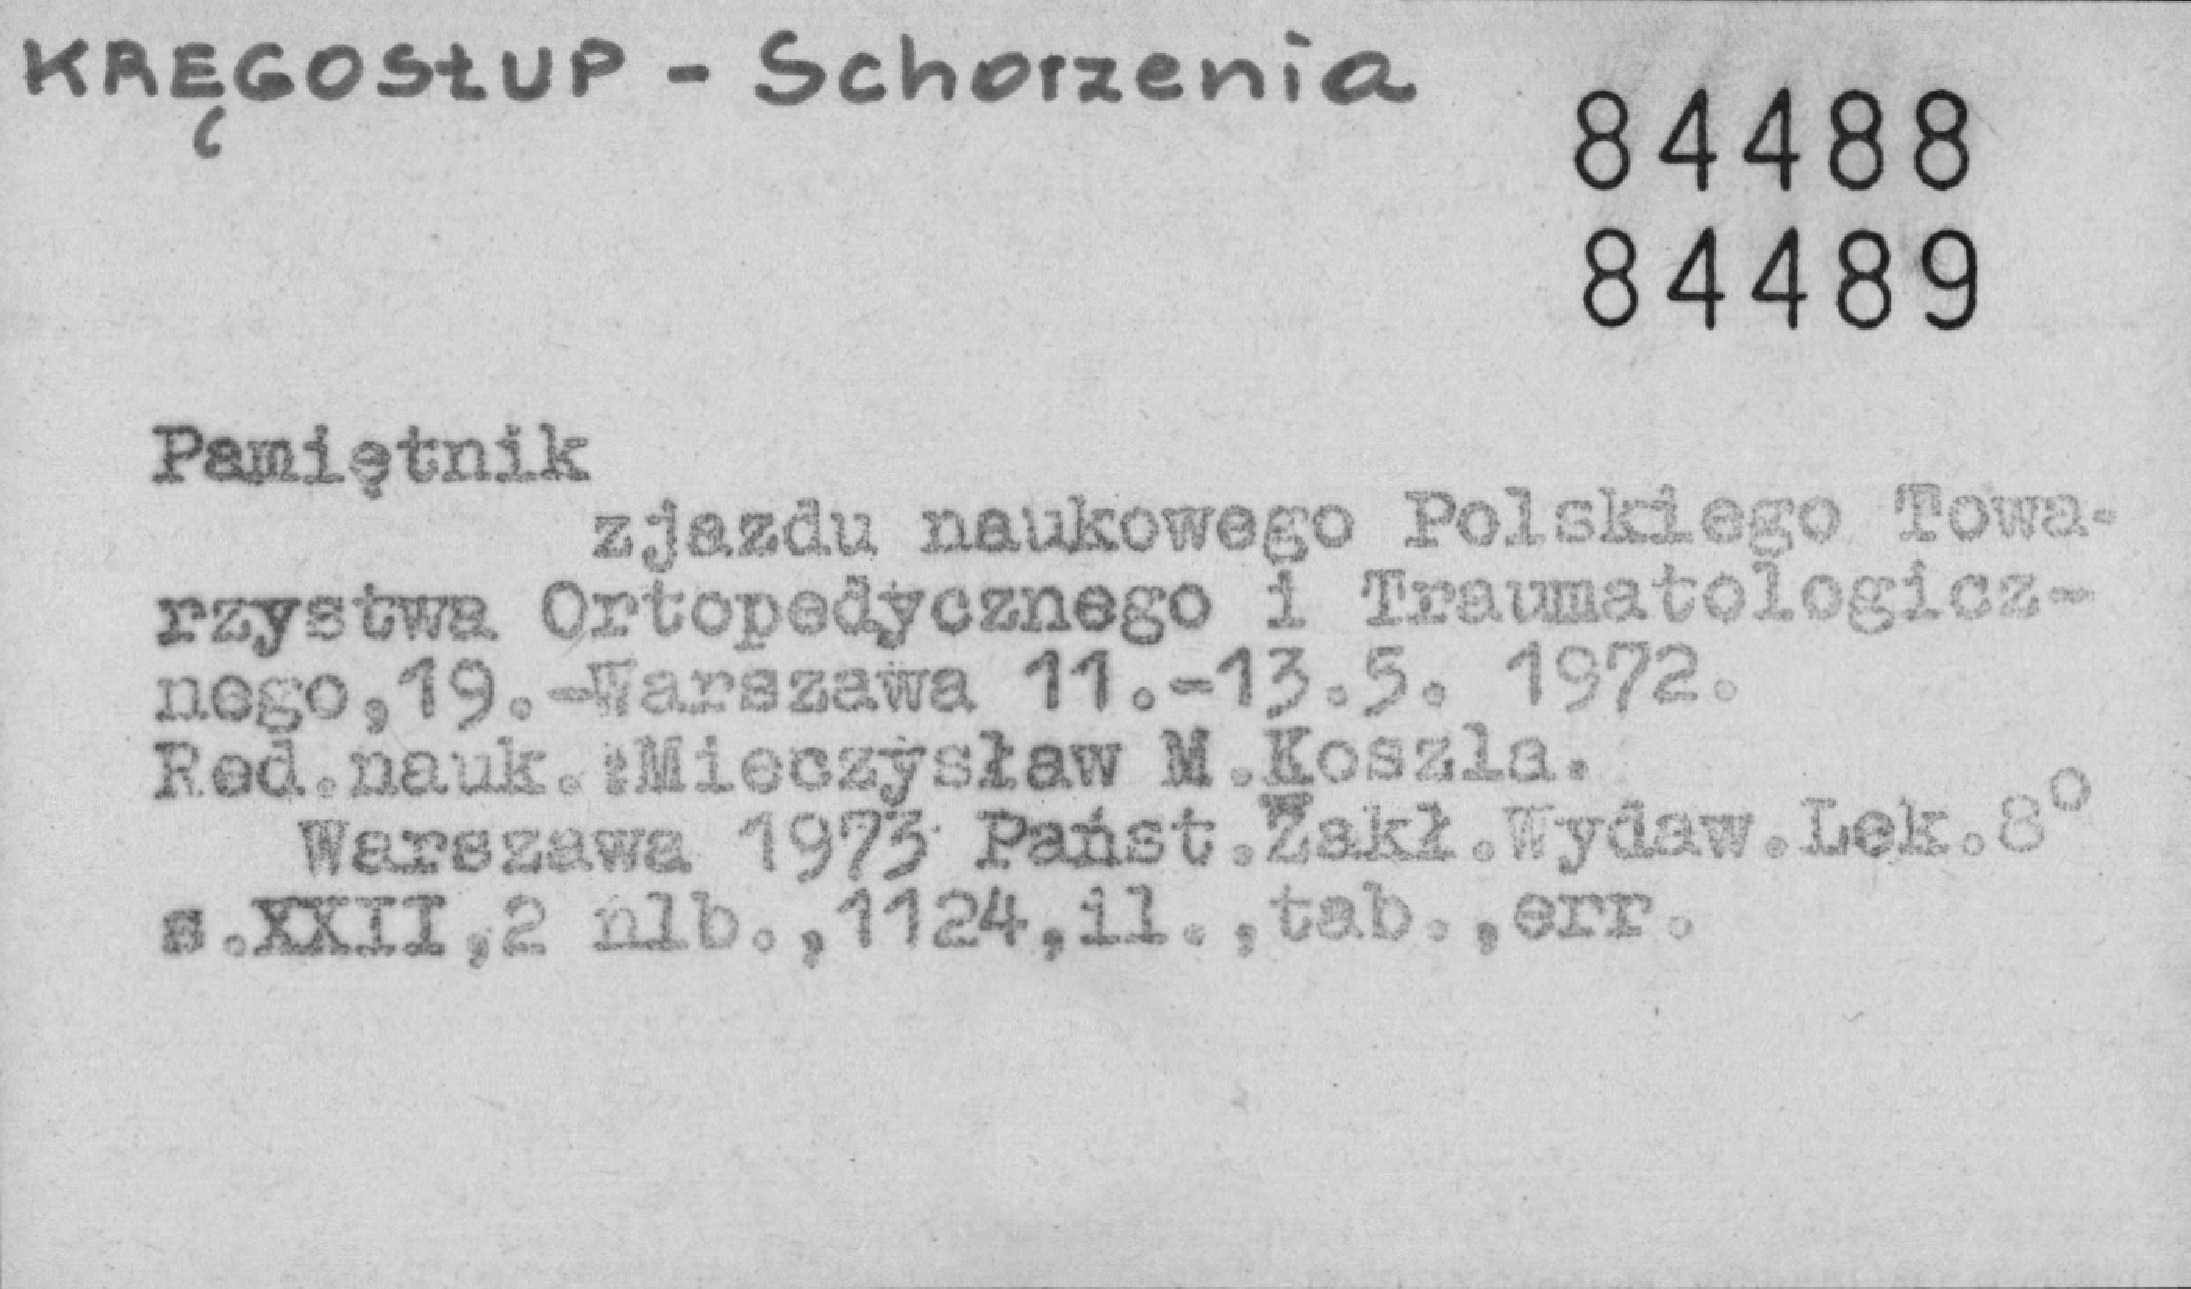 KRĘGOSŁUP - Schorzenia
84488
84489
Pamiętnik
zjazdu naukowego Polskiego Towa-
rzystwa Ortopedycznego i Traumatologicz-
nego,19.-Warszawa 11.-13.5. 1972.
Red.nauk.:Mieczysław M.Koszla.
Warszawa 1973 Państ.Zakł.Wydaw.Lek.8°
s.XXII,2 nlb.,1124,il.,tab.,err.